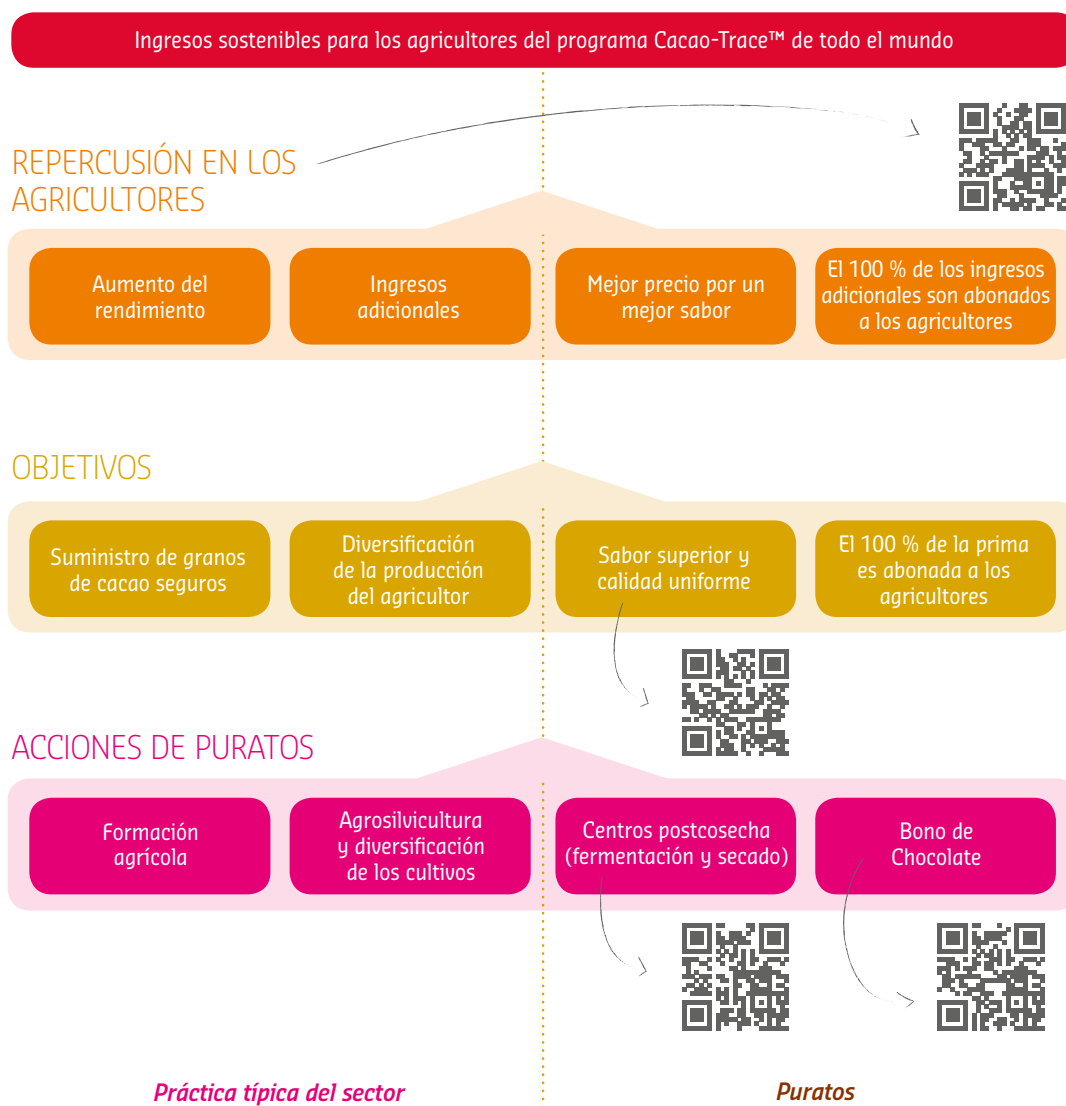 Ingresos sostenibles para los agricultores del programa Cacao-Trace™ de todo el mundo
REPERCUSIÓN EN LOS
AGRICULTORES
Aumento del
rendimiento
Ingresos
adicionales
Mejor precio por un
mejor sabor
El 100 % de los ingresos
adicionales son abonados
a los agricultores
OBJETIVOS
Suministro de granos
de cacao seguros
Diversificación
de la producción
del agricultor
Sabor superior y
calidad uniforme
El 100 % de la prima
es abonada a los
agricultores
ACCIONES DE PURATOS
Formación
agrícola
Agrosilvicultura
y diversificación
de los cultivos
Centros postcosecha
(fermentación y secado)
Bono de
Chocolate
Práctica típica del sector
Puratos